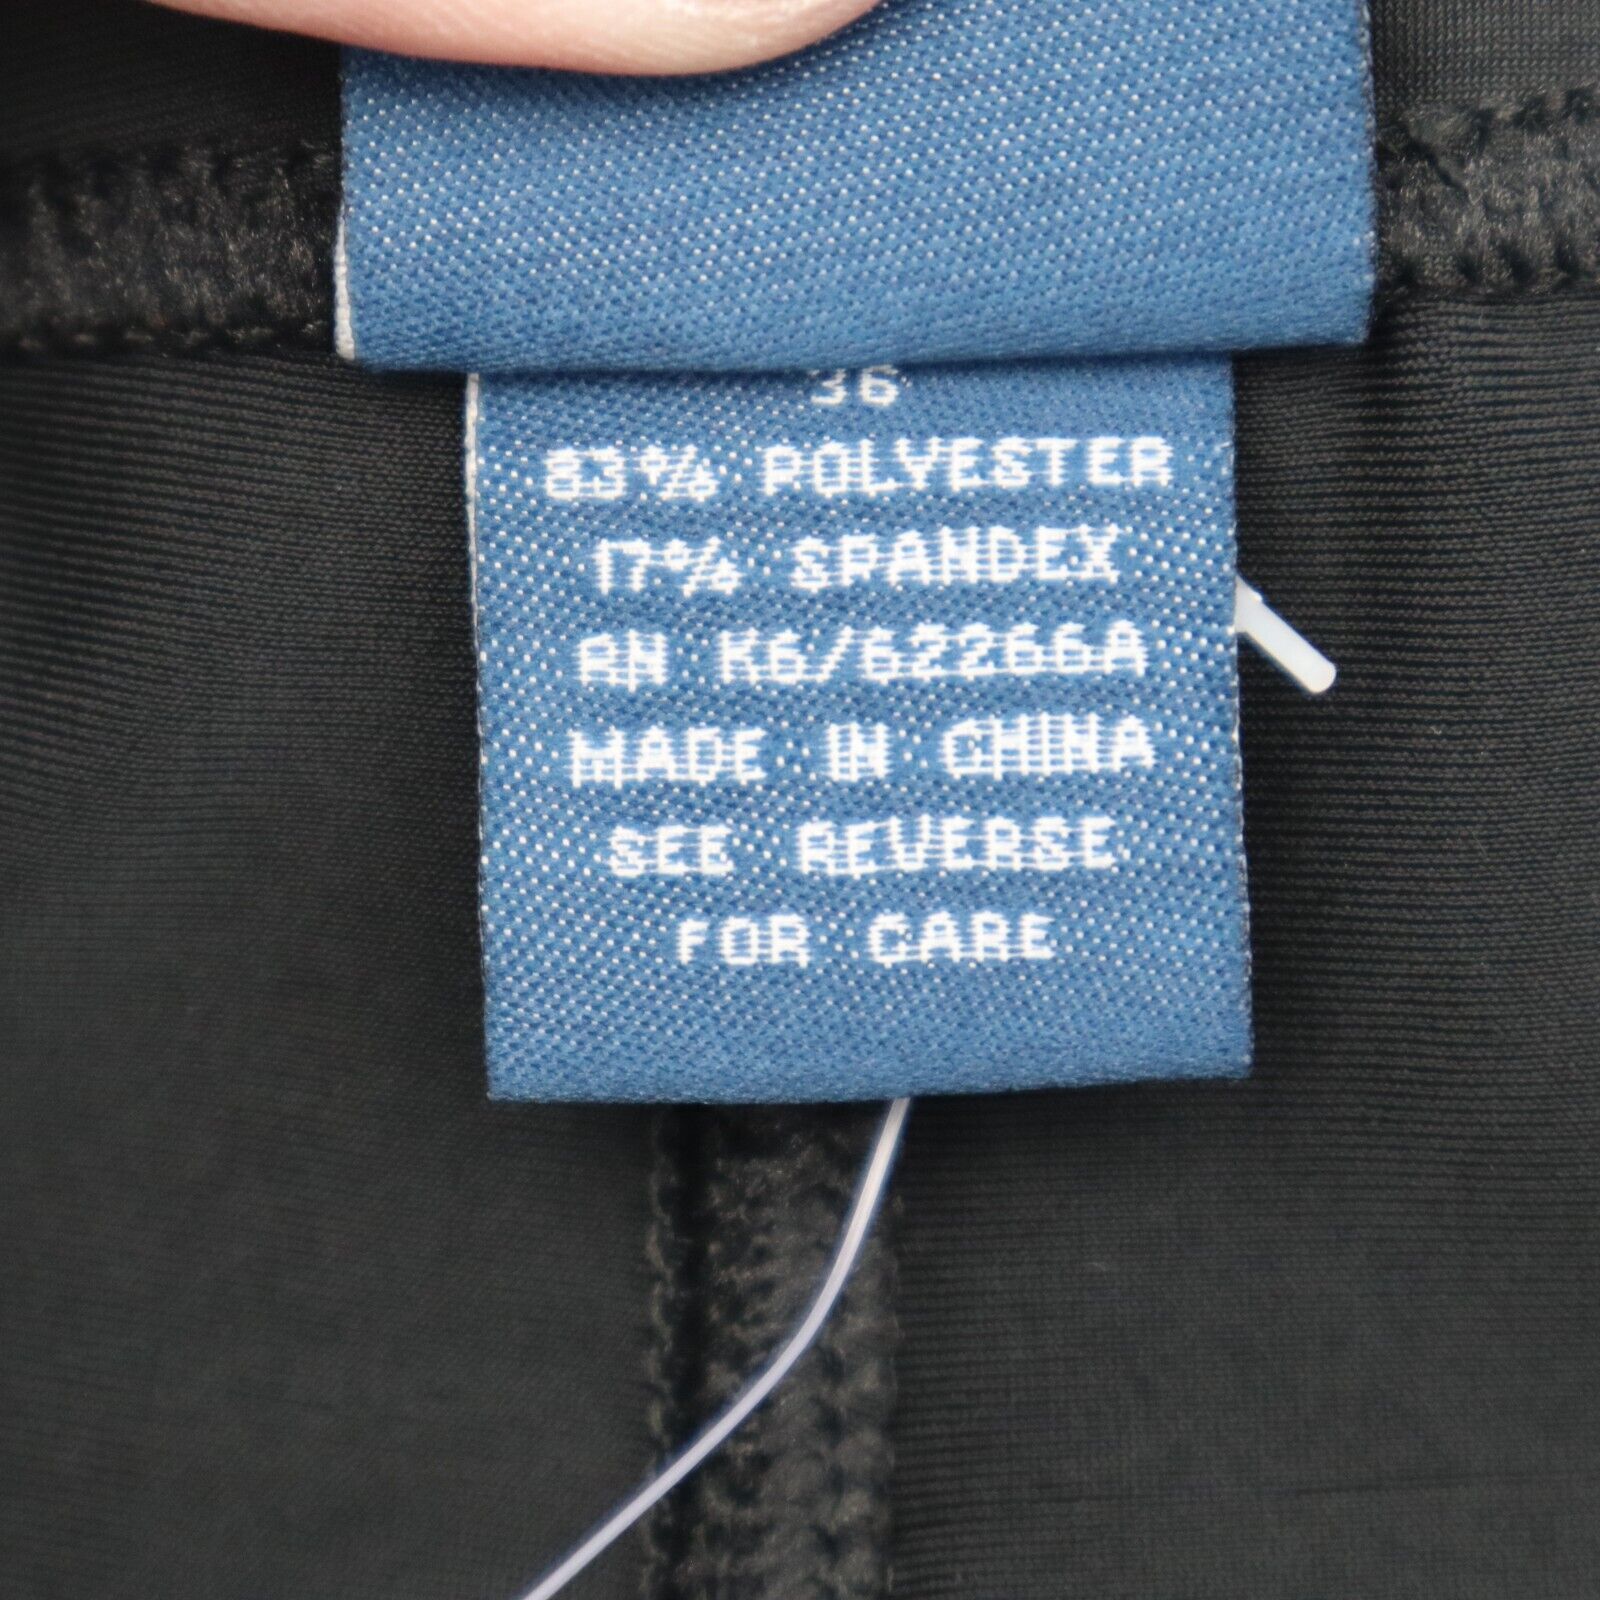 36
83% POLYESTER
17% SPANDEX
RN K6/62266A
MADE IN CHINA
SEE REVERSE
FOR CARE